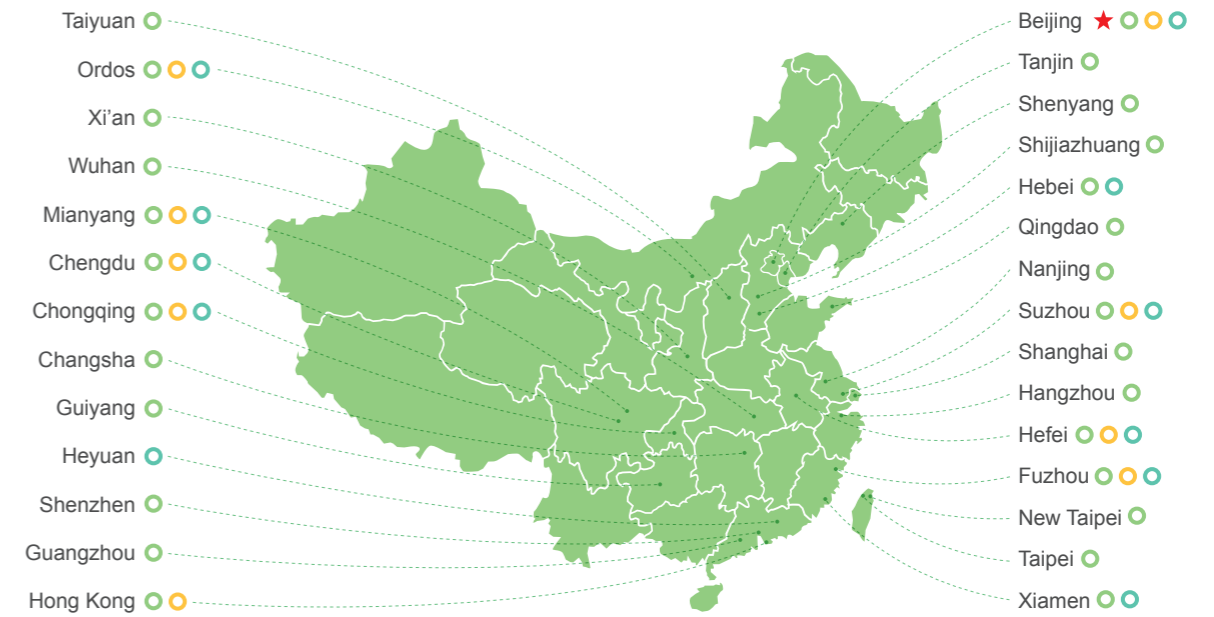 Taiyuan
Ordos
Xi’an
Wuhan
Mianyang
Chengdu
Chongqing
Changsha
Guiyang
Heyuan
Shenzhen
Guangzhou
Hong Kong
Beijing
Tanjin
Shenyang
Shijiazhuang
Hebei
Qingdao
Nanjing
Suzhou
Shanghai
Hangzhou
Hefei
Fuzhou
New Taipei
Taipei
Xiamen